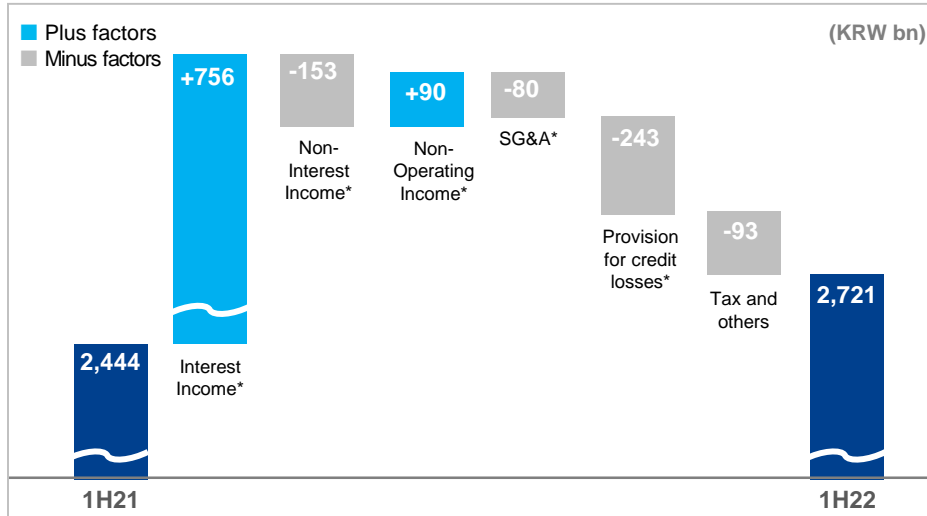 Plus factors
Minus factors
(KRW bn)
+756
-153
+90
-80
-243
-93
2,721
2,444
Interest
Income*
Non-
Interest
Income*
Non-
Operating
Income*
SG&A*
Provision
for credit
losses*
Tax and
others
1H21
1H22